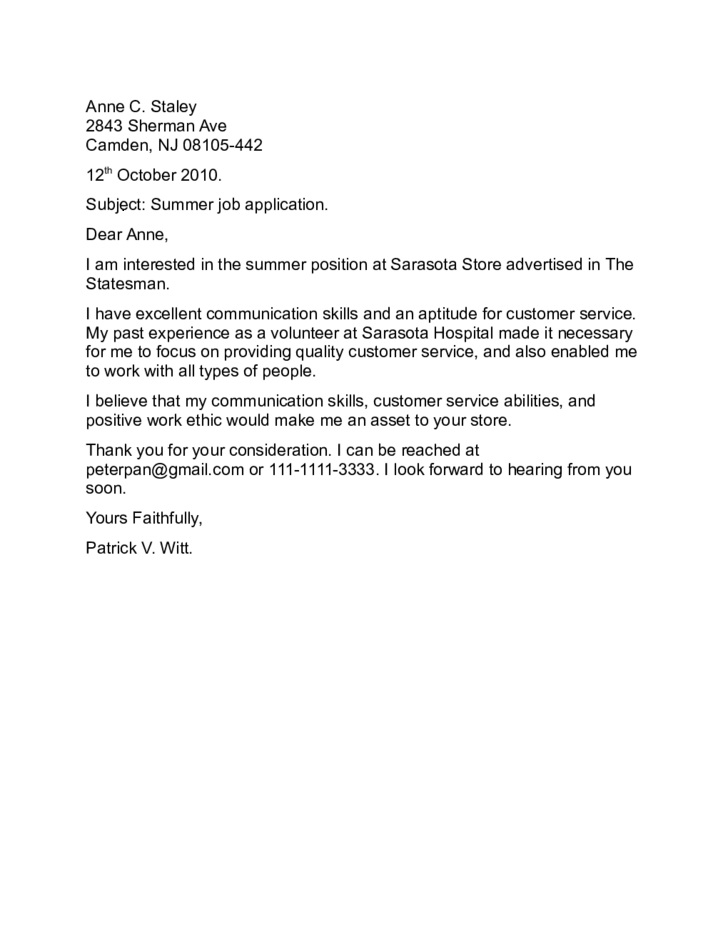 Anne C. Staley
2843 Sherman Ave
Camden, NJ 08105-442
12th October 2010.
Subject: Summer job application.
Dear Anne,
I am interested in the summer position at Sarasota Store advertised in The
Statesman.
I have excellent communication skills and an aptitude for customer service.
My past experience as a volunteer at Sarasota Hospital made it necessary
for me to focus on providing quality customer service, and also enabled me
to work with all types of people.
I believe that my communication skills, customer service abilities, and
positive work ethic would make me an asset to your store.
Thank you for your consideration. I can be reached at
peterpan@gmail.com or 111-1111-3333. I look forward to hearing from you
soon.
Yours Faithfully,
Patrick V. Witt.